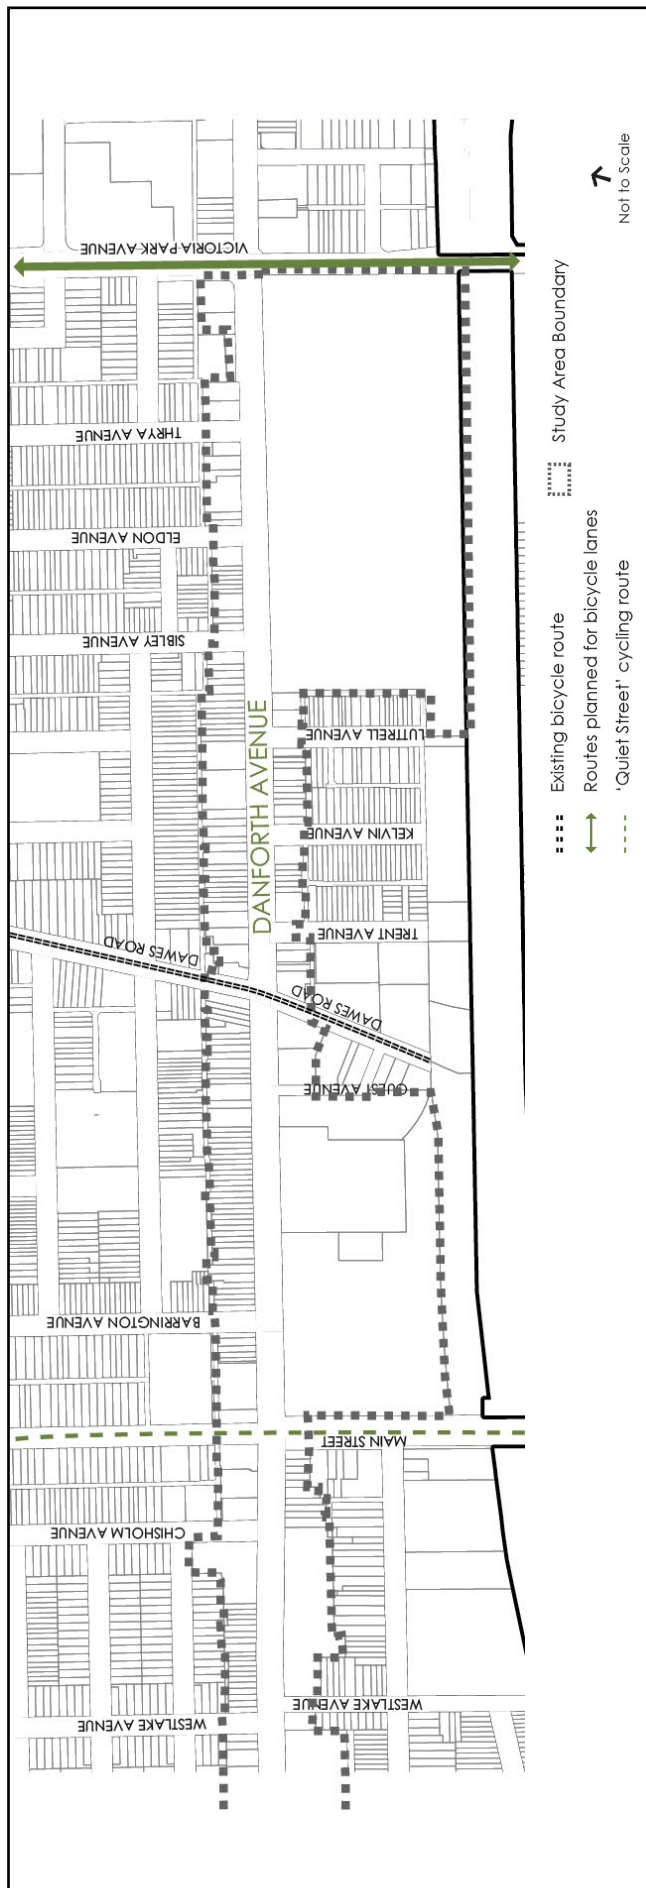 VICTORIA PARK AVENUE
THRYA AVENUE
ELDON AVENUE
SIBLEY AVENUE
DANFORTH AVENUE
LUTRELL AVENUE
KELVIN AVENUE
TRENT AVENUE
DAWES ROAD
DAWES ROAD
GUEST AVENUE
BARRINGTON AVENUE
MAIN STREET
CHISHOLM AVENUE
WESTLAKE AVENUE
WESTLAKE AVENUE
Existing bicycle route
Routes planned for bicycle lanes
'Quiet Street' cycling route
Study Area Boundary
Not to Scale